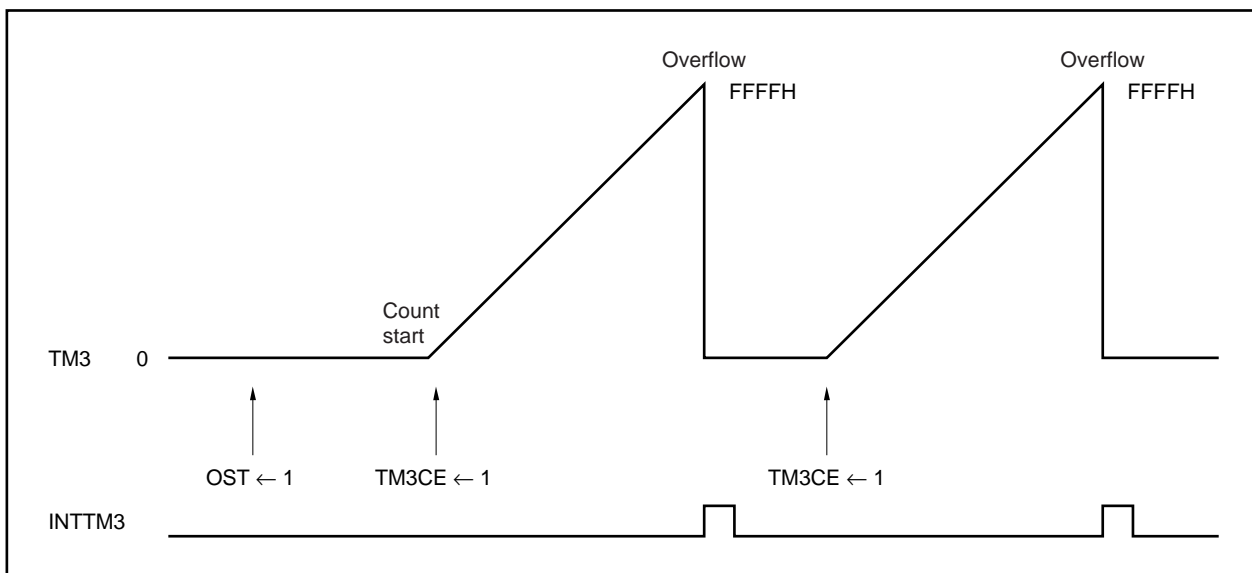 Overflow
Overflow
FFFFH
FFFFH
Count
start
TM3 0
OST ← 1
TM3CE ← 1
TM3CE ← 1
INTTM3